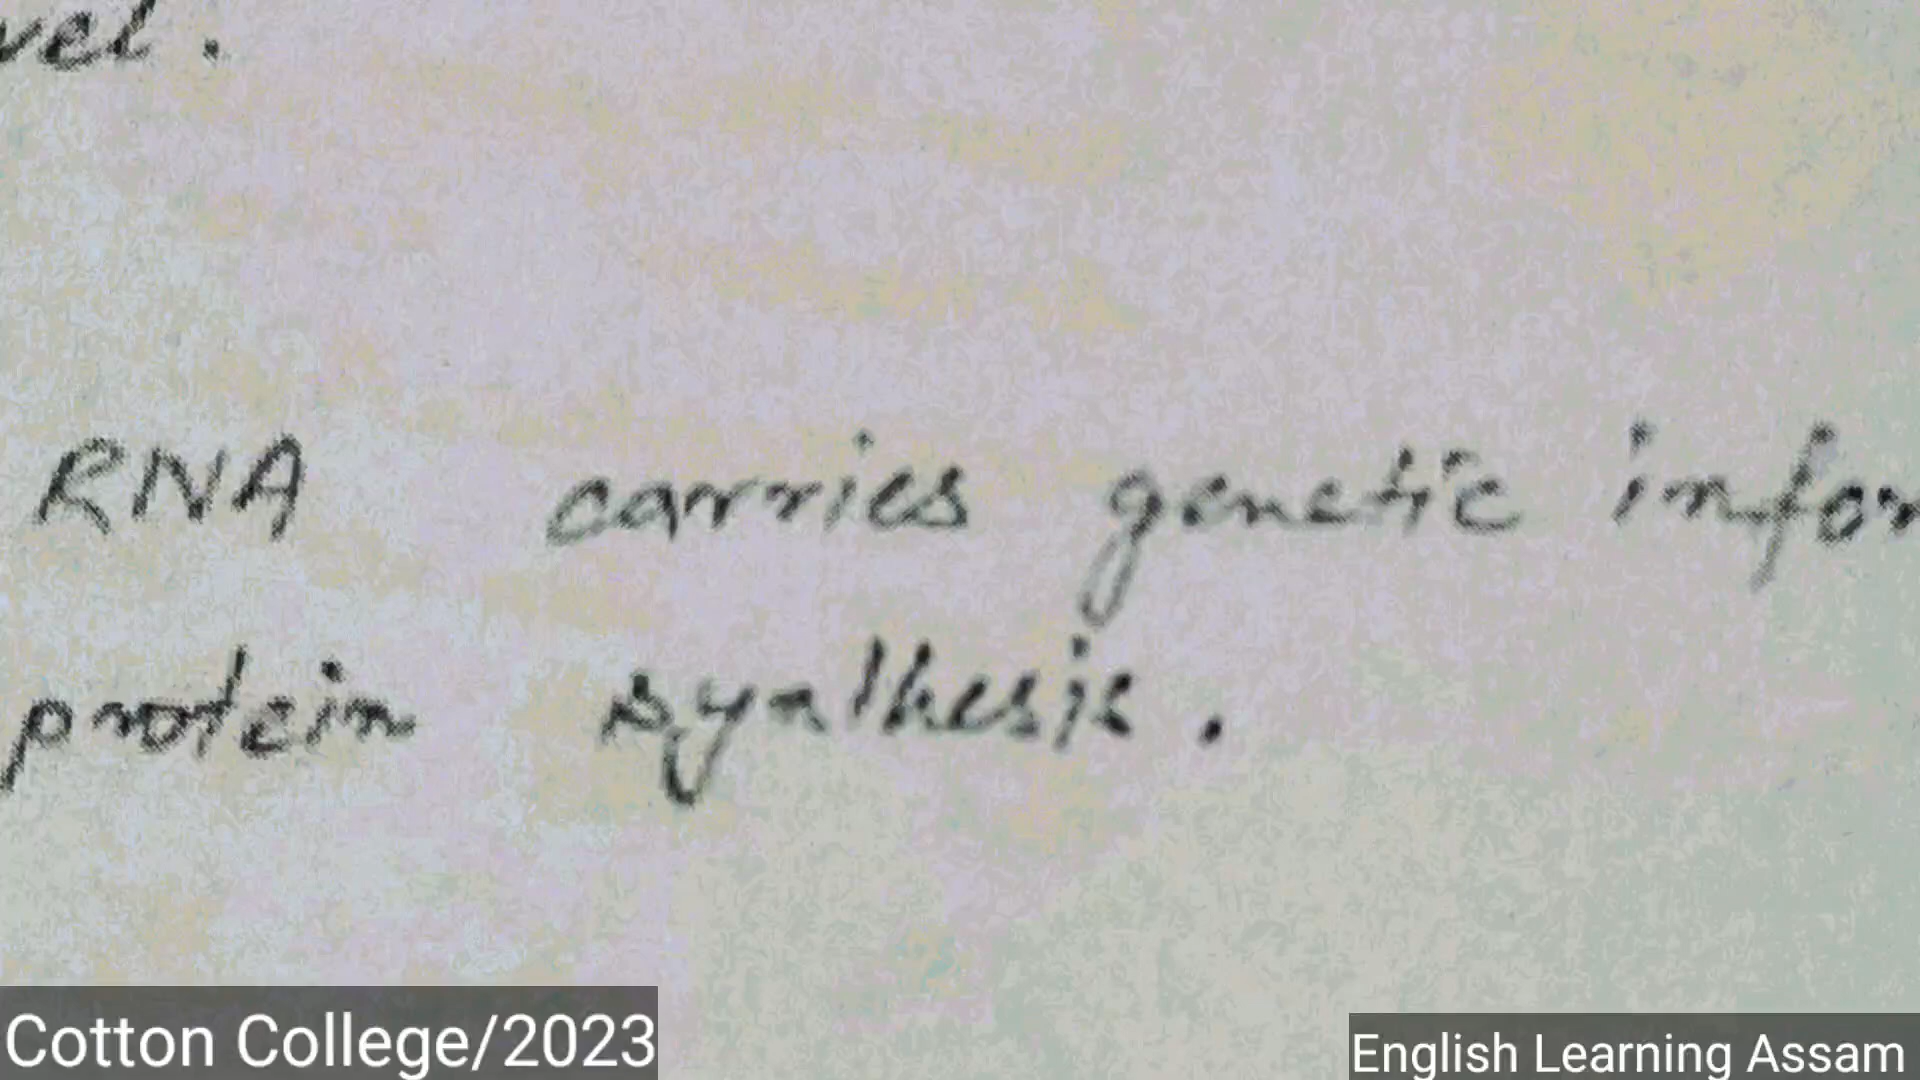 vel.
RNA carries genetic infor
protein synthesis.
Cotton College/2023
English Learning Assam